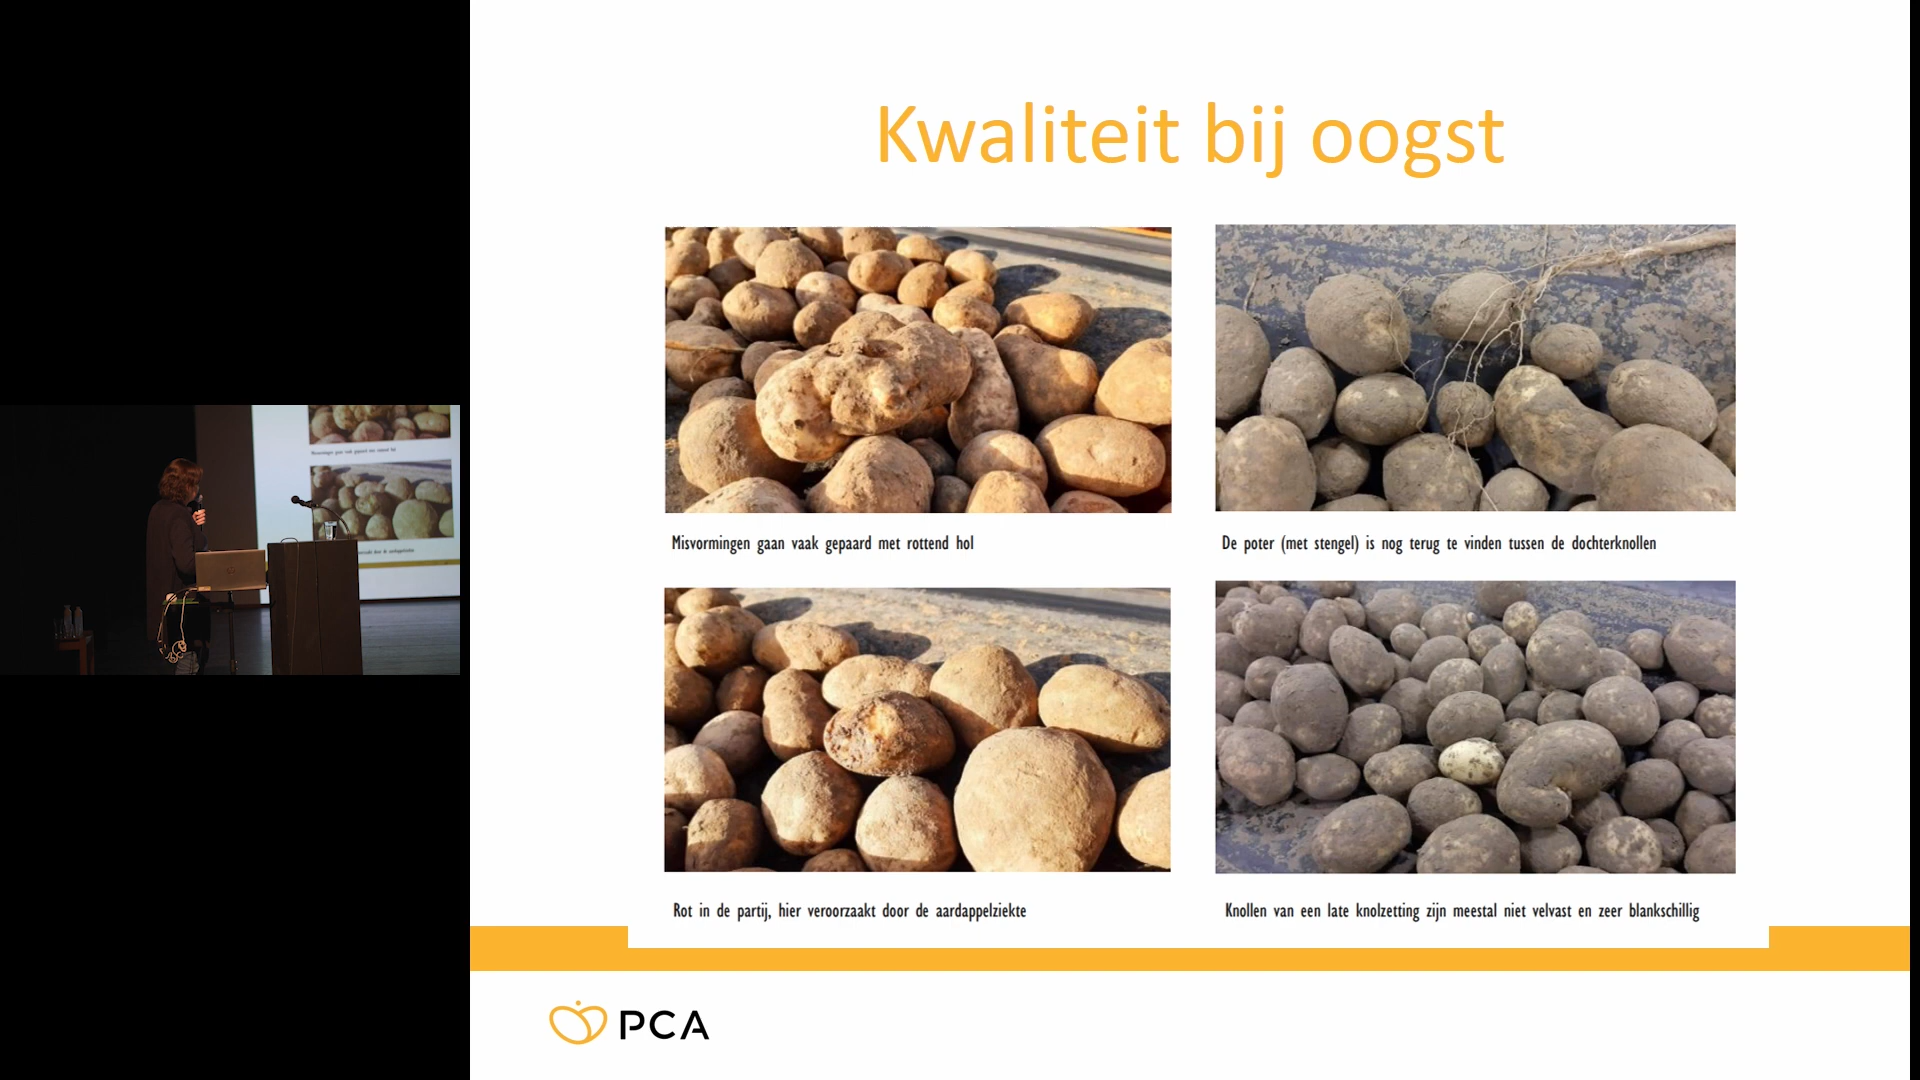 Kwaliteit bij oogst
Misvormingen gaan vaak gepaard met rottend hol
De poter (met stengel) is nog terug te vinden tussen de dochterknollen
Rot in de partij, hier veroorzaakt door de aardappelziekte
Knollen van een late knolzetting zijn meestal niet velvast en zeer blankschillig
PCA